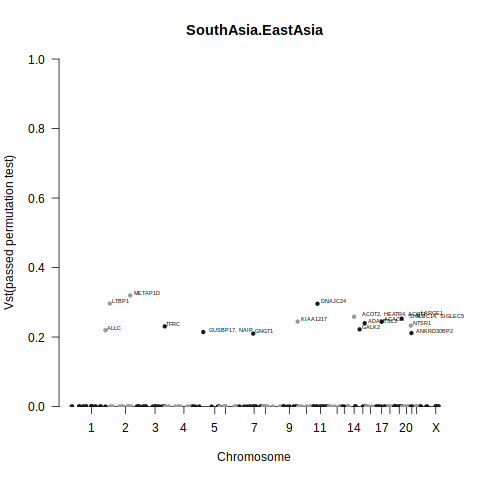 SouthAsia.EastAsia
Vst(passed permutation test)
1.0
0.8
0.6
0.4
0.2
0.0
METAP1D
LTBP1
DNAJC24
KIAA1217
ALLC
TFRC
GUSBP17, NAIP
GNGT1
ACOT2, HEATR4, ACOT1
SIGLEC14, SIGLEC5
GALK2
NTSR1
ANKRD30BP2
1 2 3 4 5 7 9 11 14 17 20 X
Chromosome